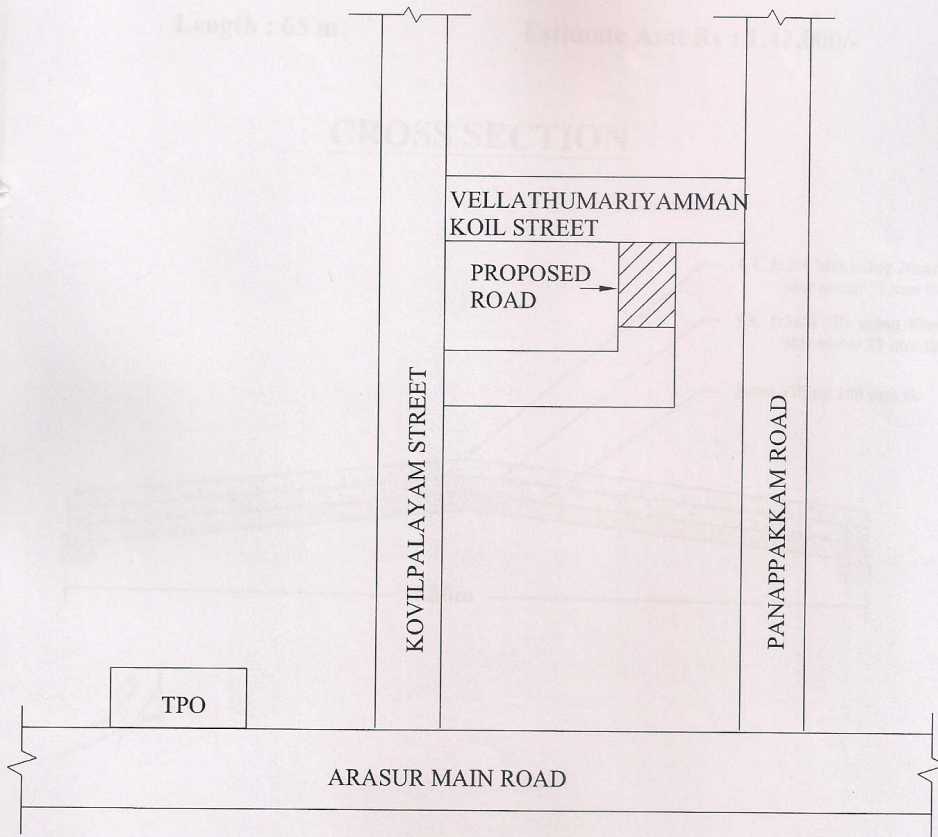 Length : 65 m
CROSS SECTION
VELLATHUMARIYAMMAN
KOIL STREET
PROPOSED
ROAD
KOVILPALAYAM STREET
PANAPPAKKAM ROAD
TPO
ARASUR MAIN ROAD